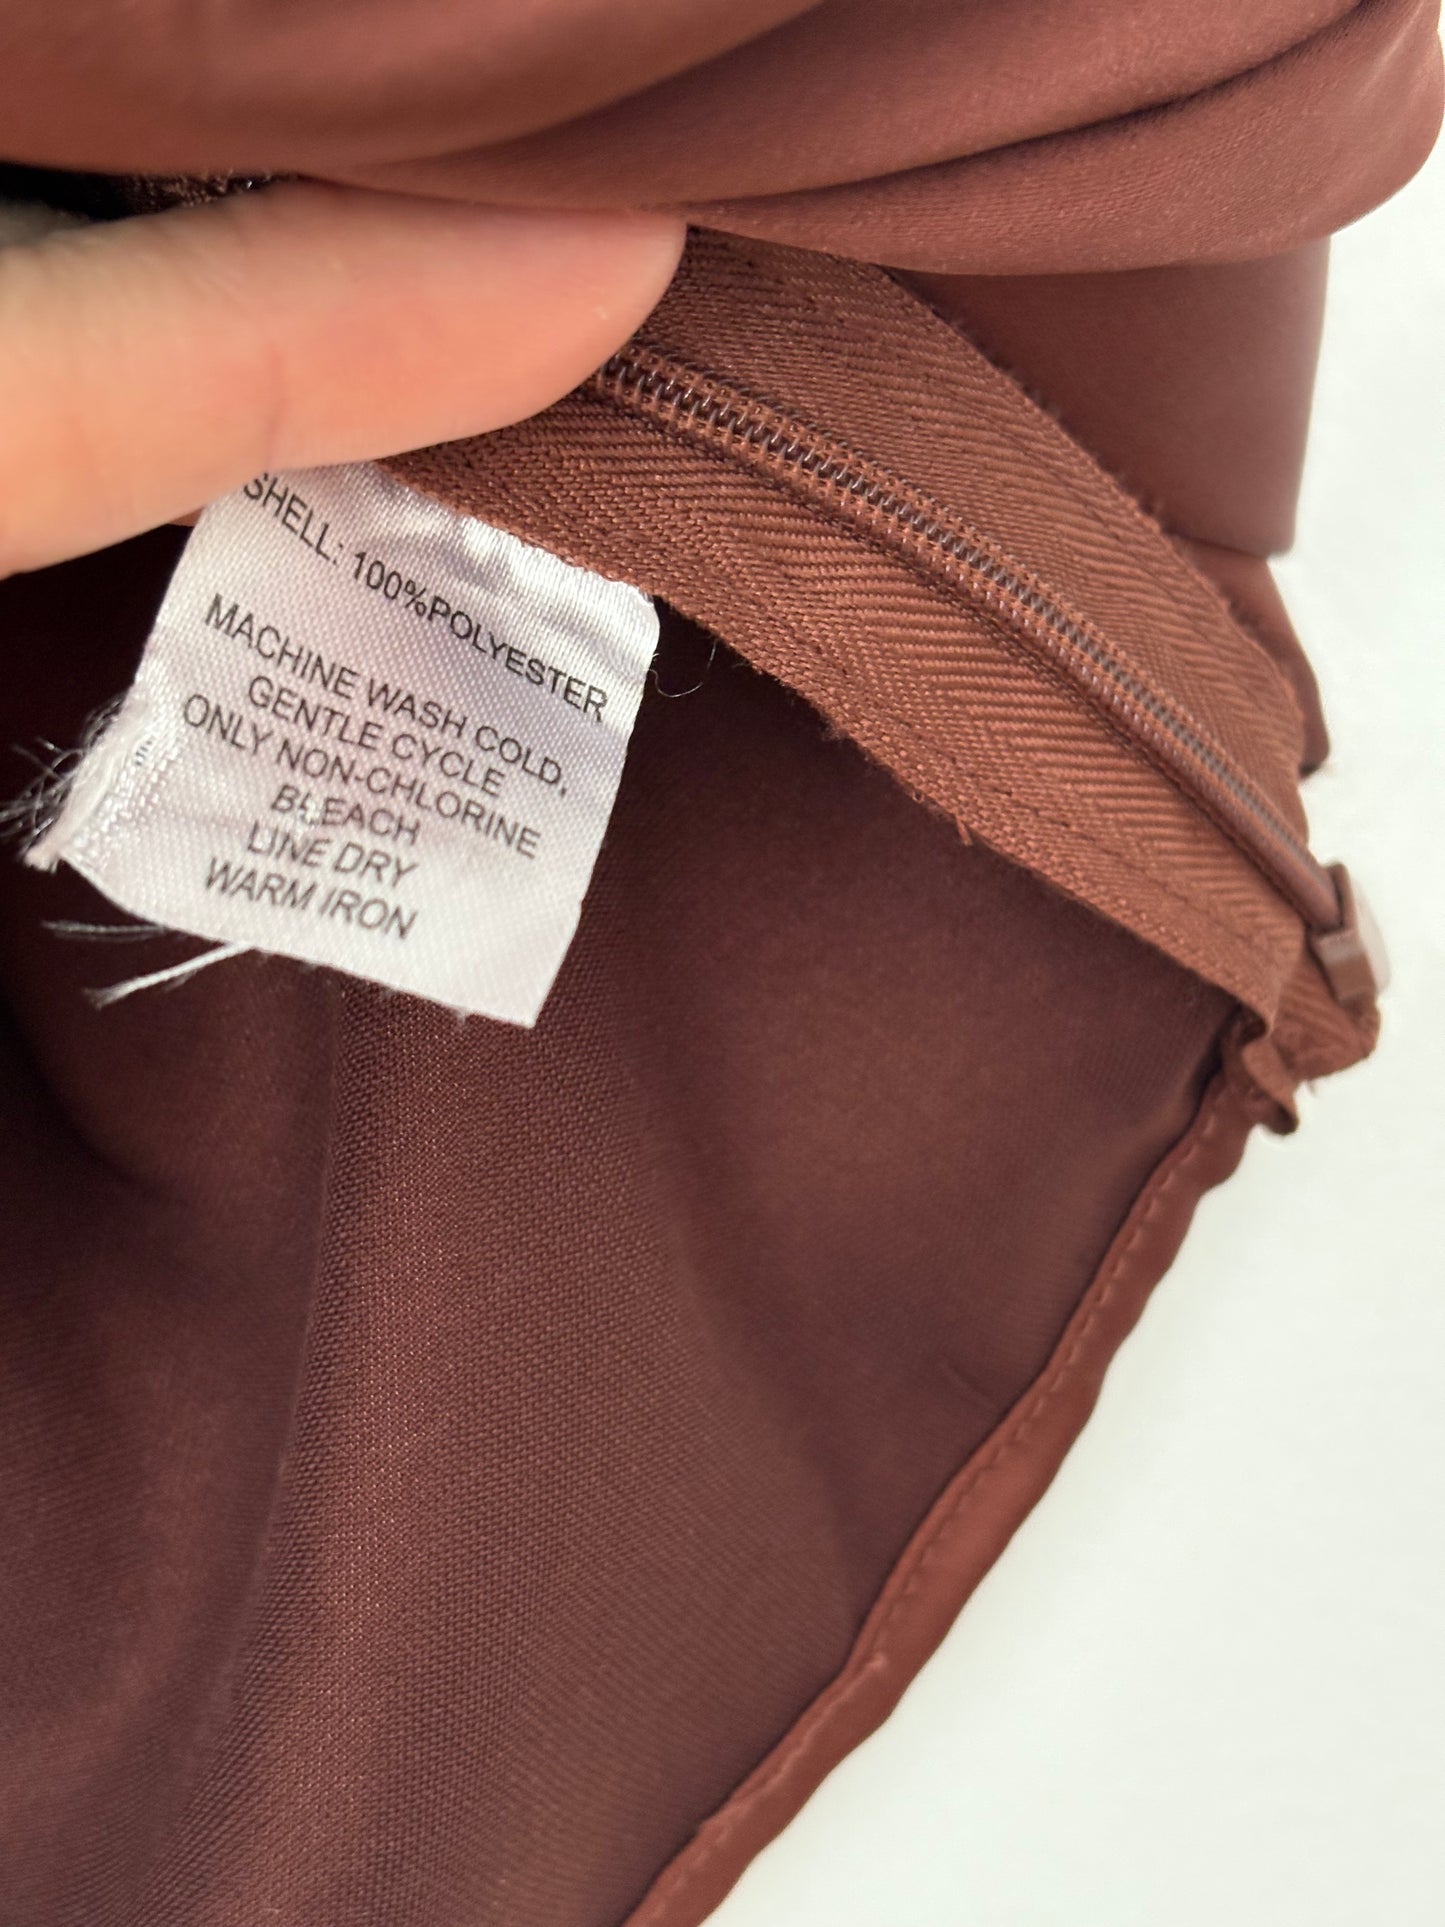 SHELL: 100%POLYESTER
MACHINE WASH COLD,
GENTLE CYCLE
ONLY NON-CHLORINE
BLEACH
LINE DRY
WARM IRON